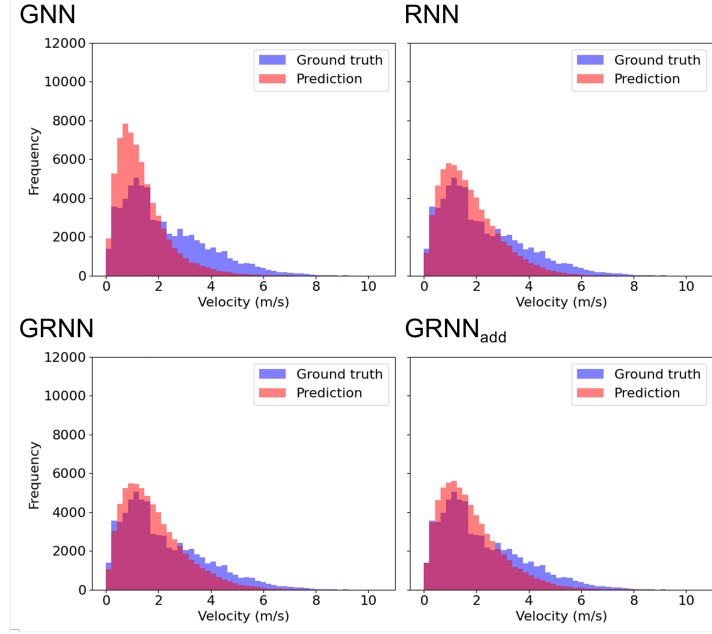 GNN
RNN
12000
10000
8000
6000
4000
2000
0
Frequency
Ground truth
Prediction
0 2 4 6 8 10
Velocity (m/s)
Ground truth
Prediction
0 2 4 6 8 10
Velocity (m/s)
GRNN
GRNNadd
12000
10000
8000
6000
4000
2000
0
Frequency
Ground truth
Prediction
0 2 4 6 8 10
Velocity (m/s)
Ground truth
Prediction
0 2 4 6 8 10
Velocity (m/s)